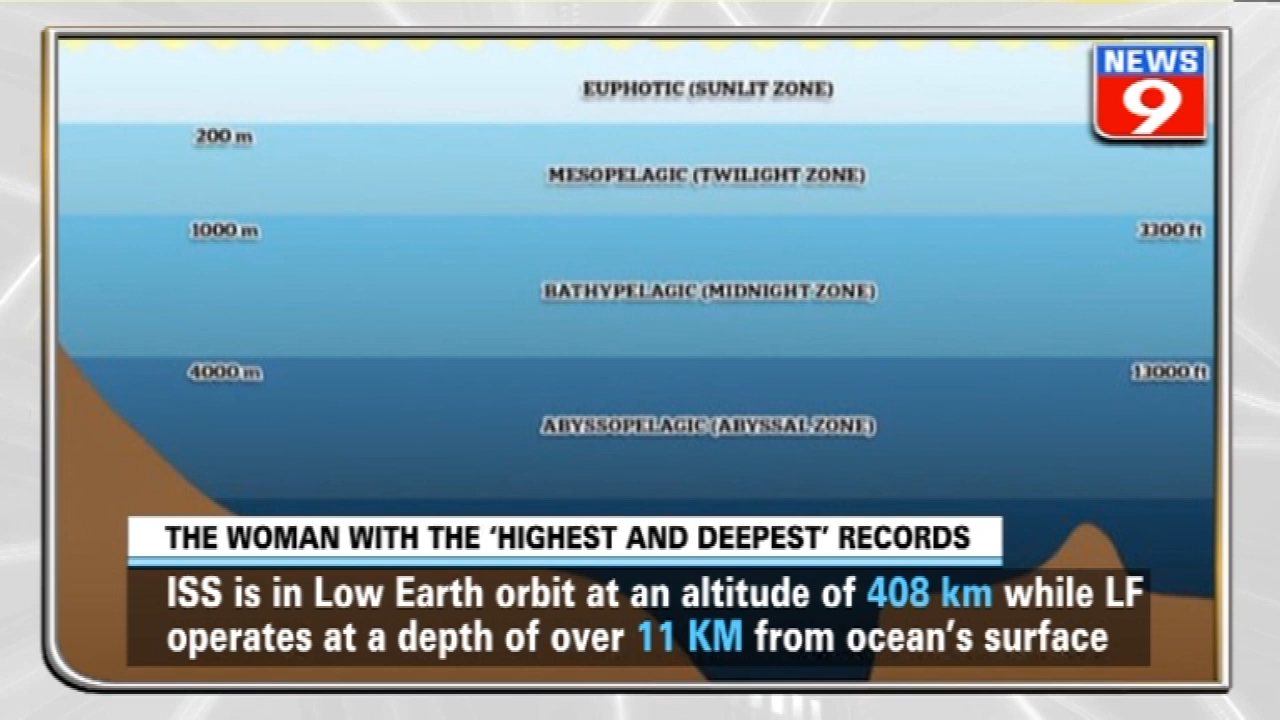 EUPHOTIC (SUNLIT ZONE)
NEWS
9
200 m
MESOPELAGIC (TWILIGHT ZONE)
1000 m
3300 ft
BATHYPELAGIC (MIDNIGHT ZONE)
4000 m
13000 ft
ABYSSOPELAGIC (ABYSSAL ZONE)
THE WOMAN WITH THE ‘HIGHEST AND DEEPEST’ RECORDS
ISS is in Low Earth orbit at an altitude of 408 km while LF
operates at a depth of over 11 KM from ocean’s surface